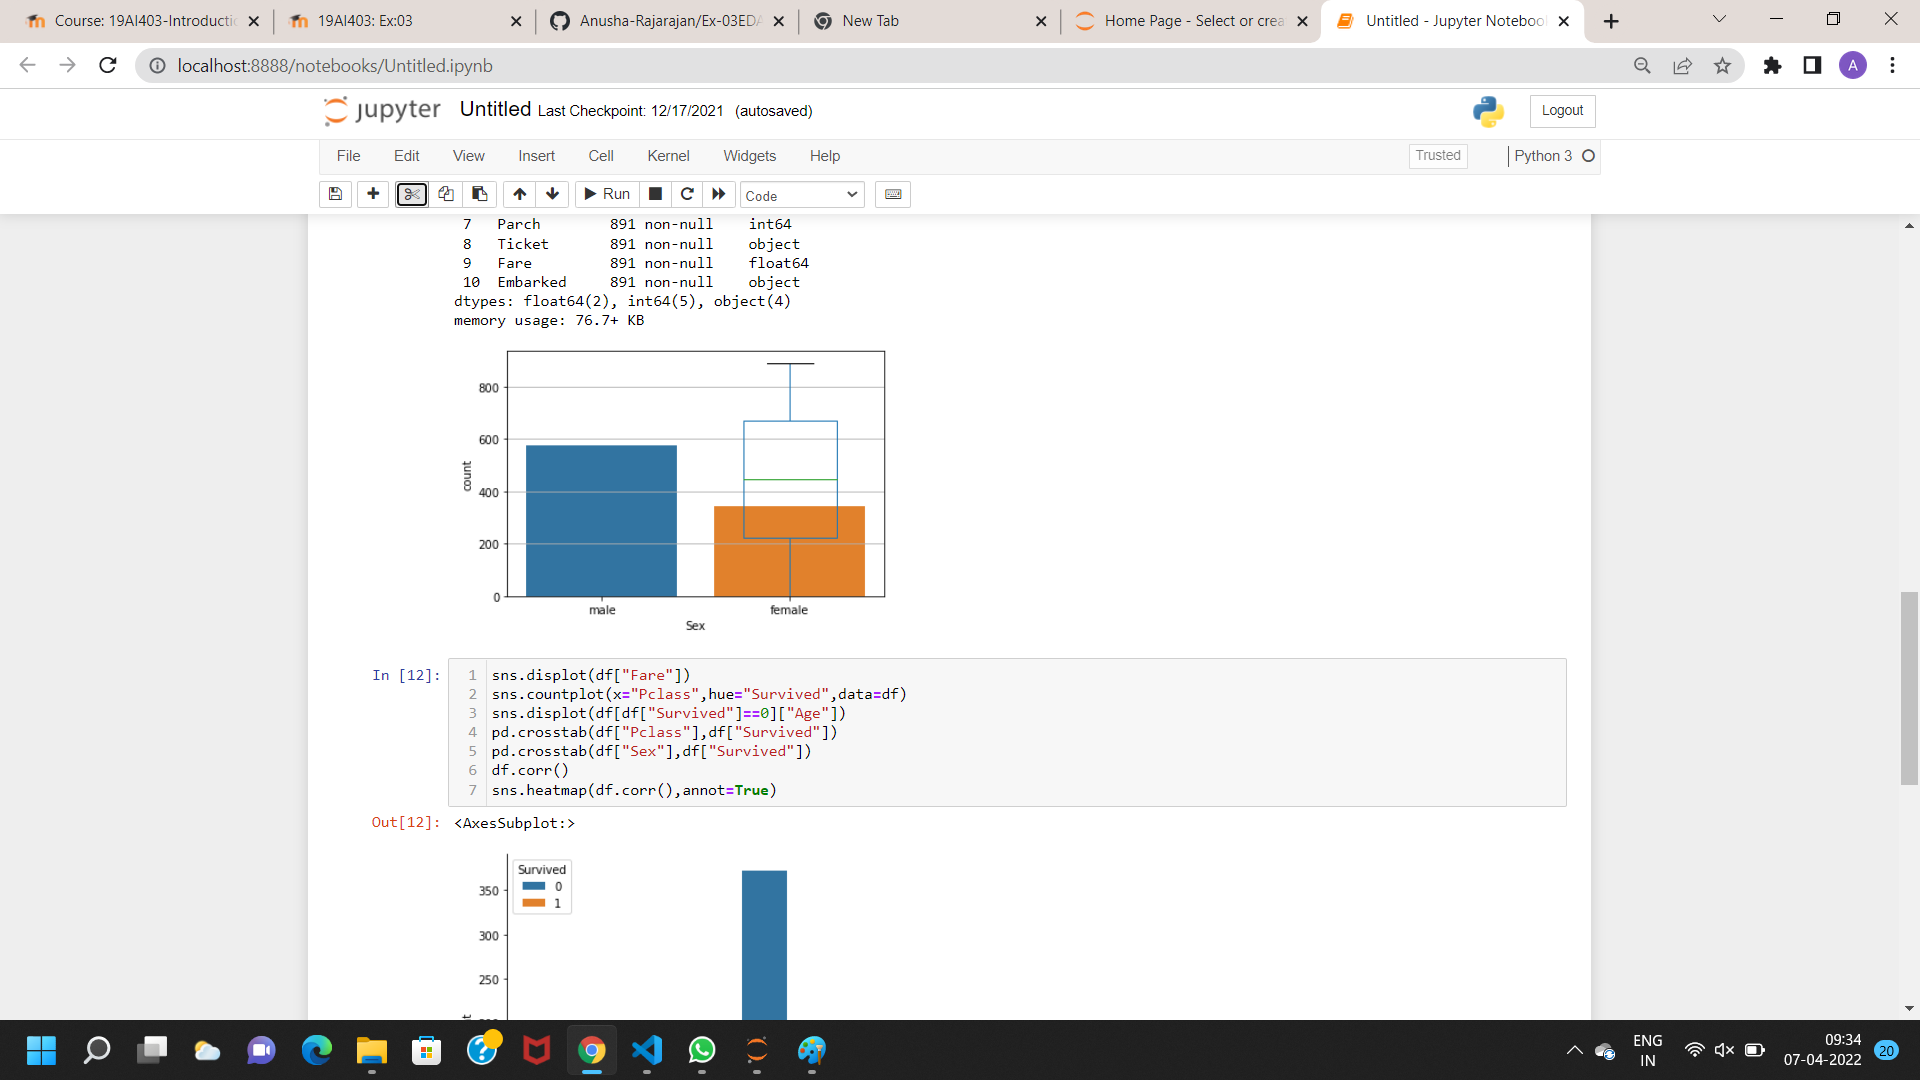 Course: 19AI403-Introducti
19AI403: Ex:03
Anusha-Rajarajan/Ex-03EDA
New Tab
Home Page - Select or crea
Untitled - Jupyter Noteboo
localhost:8888/notebooks/Untitled.ipynb
A
jupyter Untitled Last Checkpoint: 12/17/2021 (autosaved)
Logout
File Edit View Insert Cell Kernel Widgets Help
Trusted
Python 3
Run
Code
7 Parch 891 non-null int64
8 Ticket 891 non-null object
9 Fare 891 non-null float64
10 Embarked 891 non-null object
dtypes: float64(2), int64(5), object(4)
memory usage: 76.7+ KB
800
600
400
200
0
count
male female
Sex
In [12]:
1 sns.displot(df["Fare"])
2 sns.countplot(x="Pclass",hue="Survived",data=df)
3 sns.displot(df[df["Survived"]==0]["Age"])
4 pd.crosstab(df["Pclass"],df["Survived"])
5 pd.crosstab(df["Sex"],df["Survived"])
6 df.corr()
7 sns.heatmap(df.corr(),annot=True)
Out[12]: <AxesSubplot:>
Survived
0
1
350
300
250
ENG
IN
09:34
07-04-2022
20